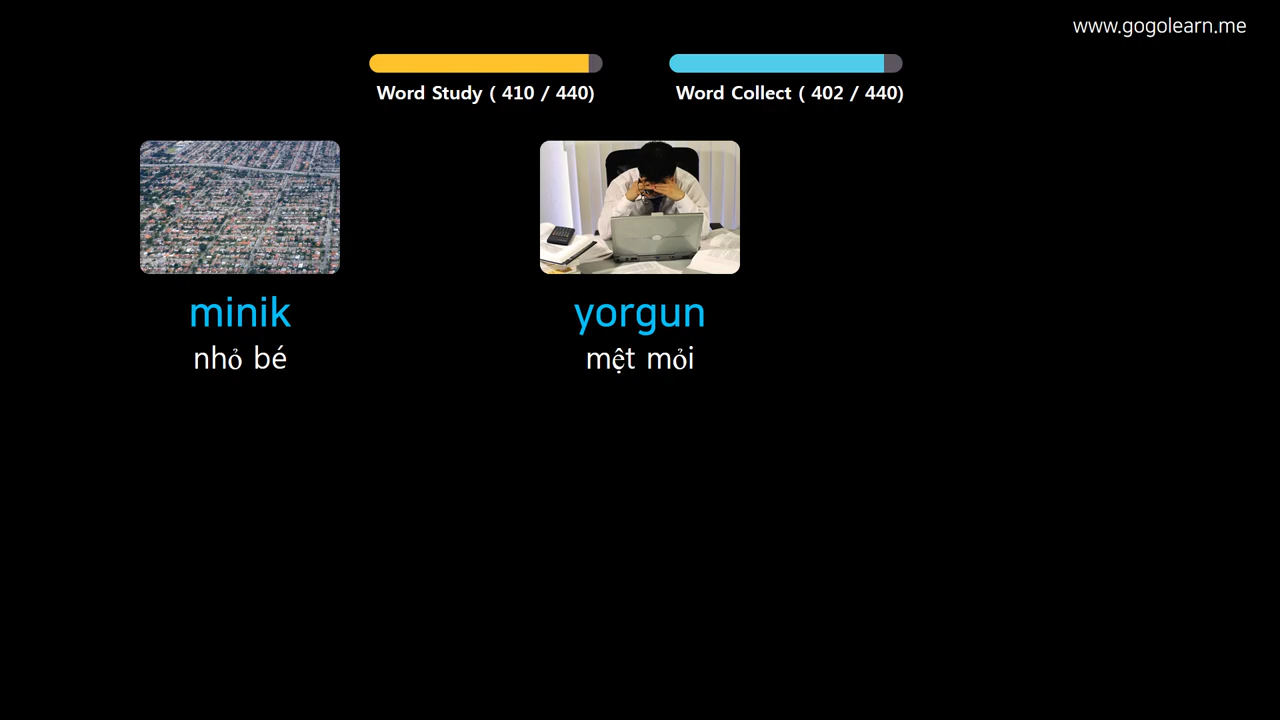 www.gogolearn.me
Word Study ( 410 / 440)
Word Collect ( 402 / 440)
minik
nhỏ bé
yorgun
mệt mỏi